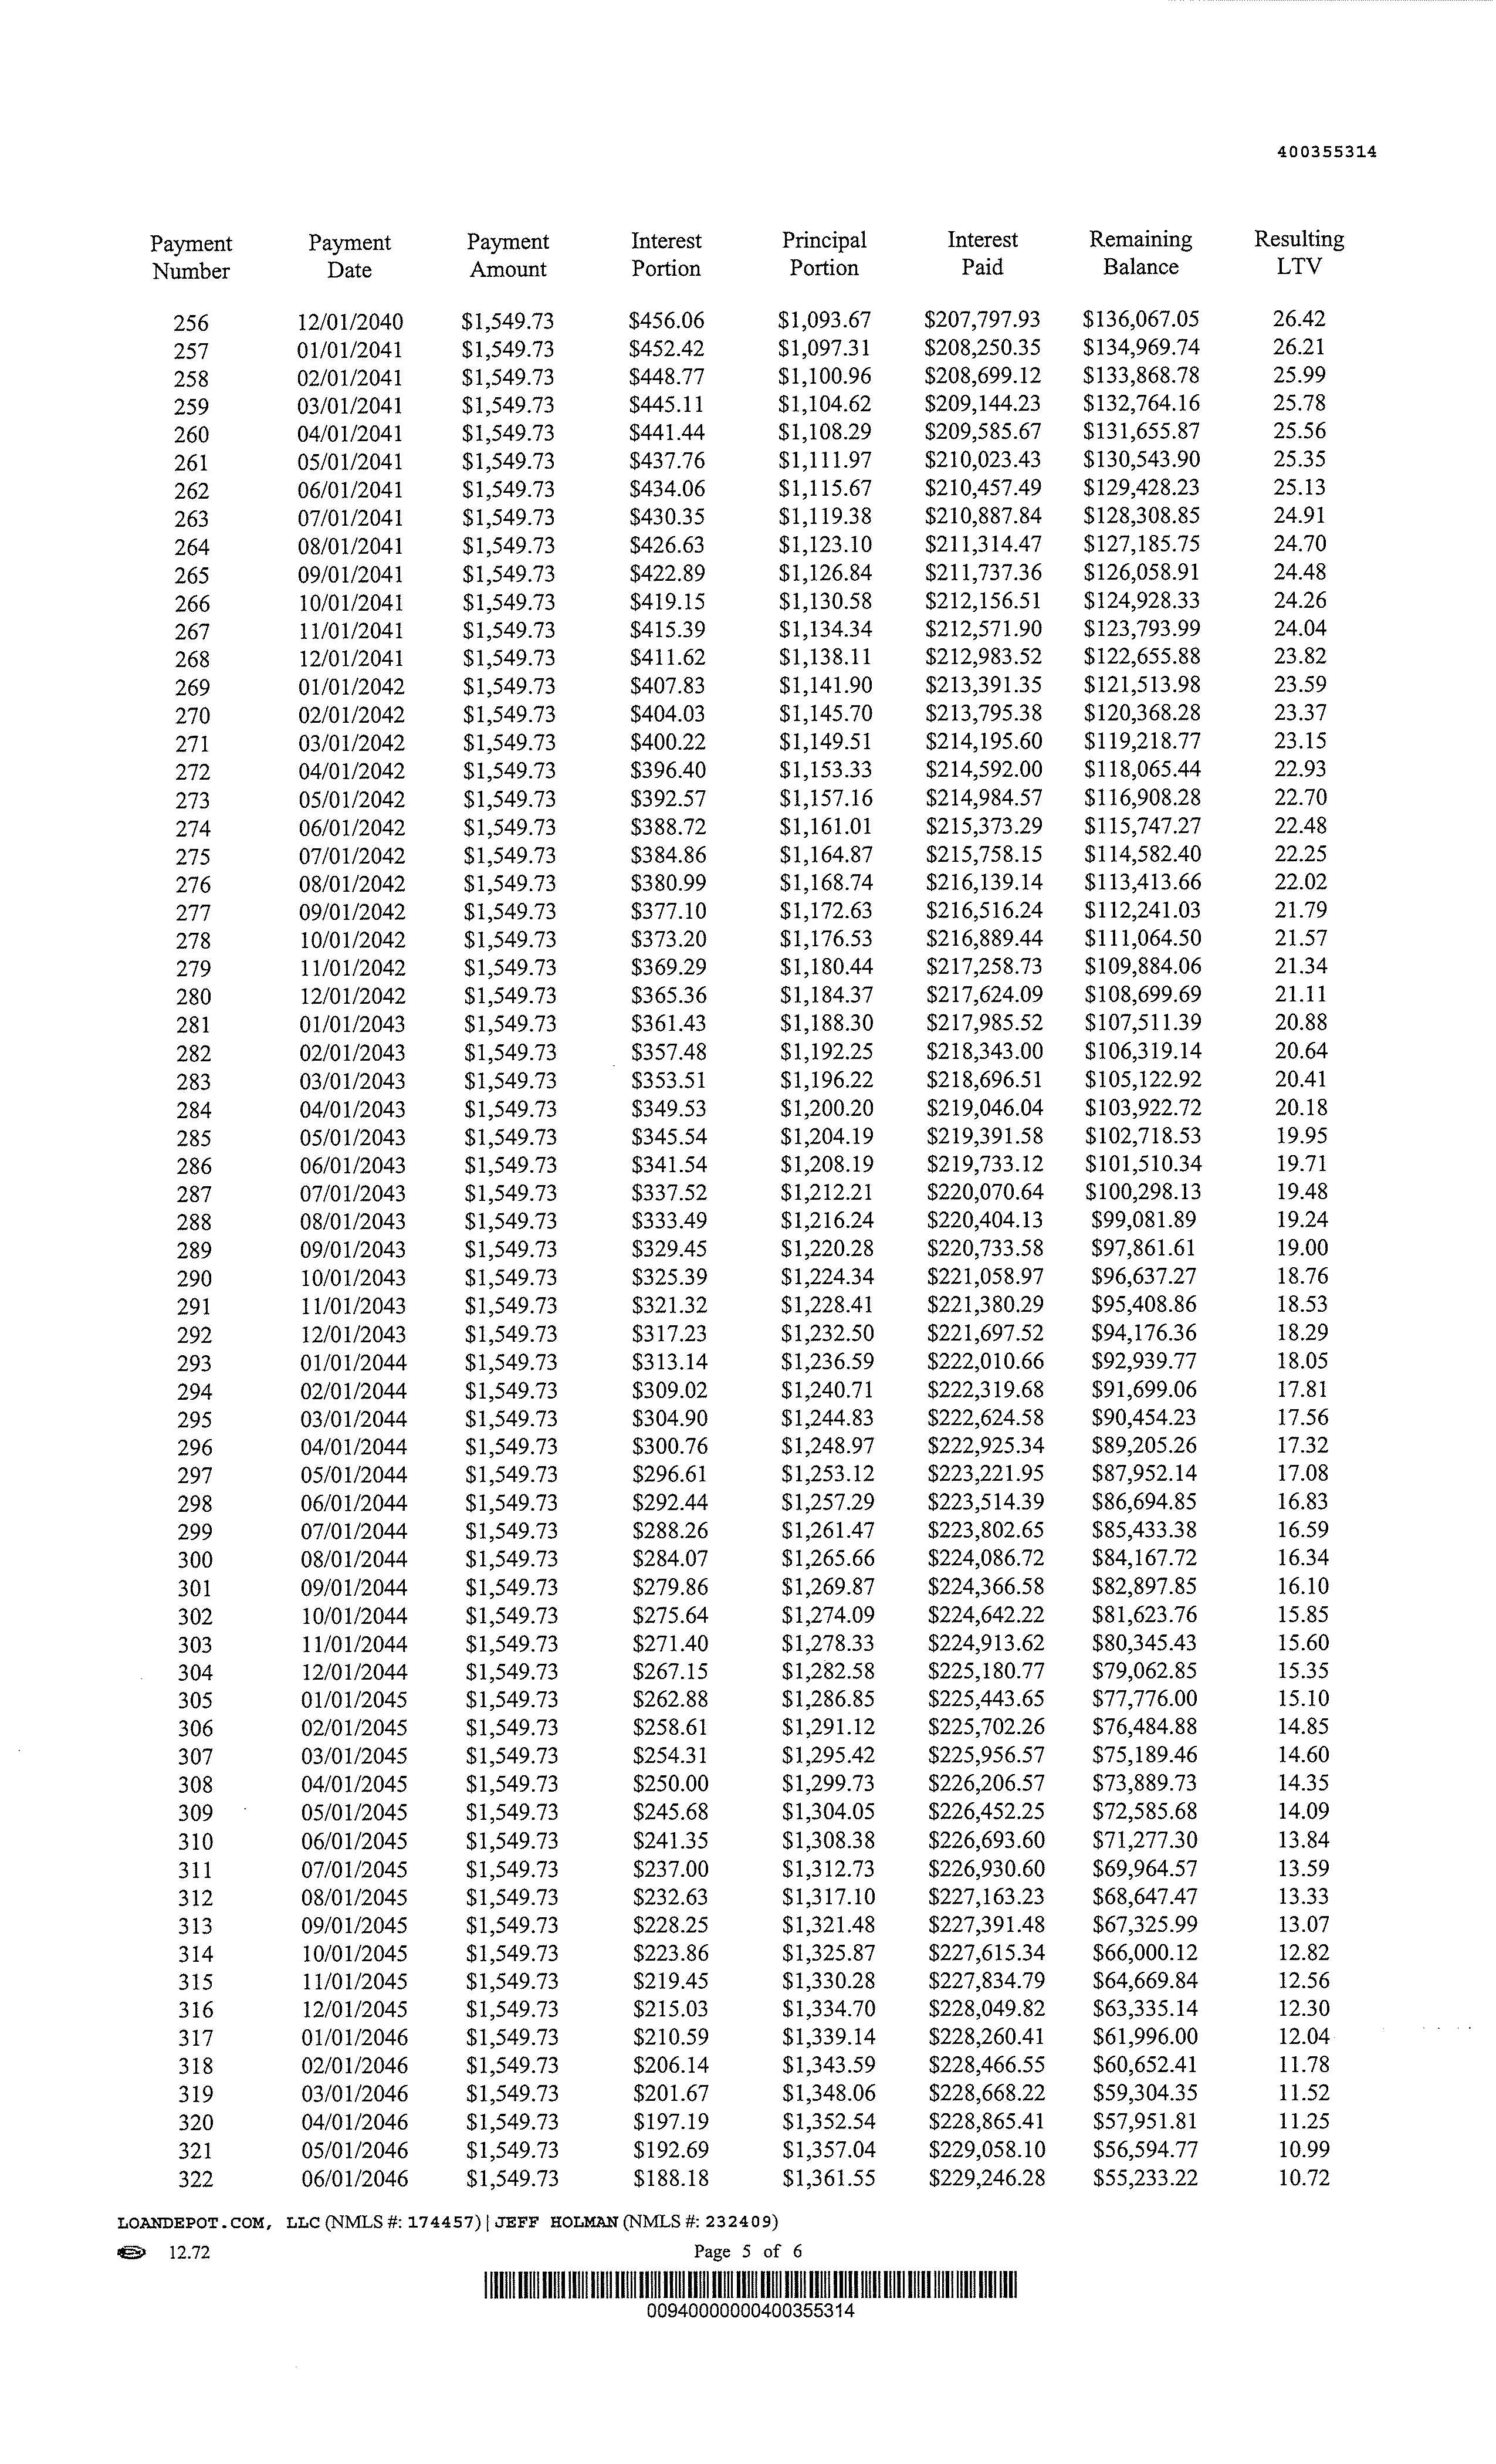 400355314
Payment Payment Payment Interest Principal Interest Remaining Resulting
Number Date Amount Portion Portion Paid Balance LTV
256 12/01/2040 $1,549.73 $456.06 $1,093.67 $207,797.93 $136,067.05 26.42
257 01/01/2041 $1,549.73 $452.42 $1,097.31 $208,250.35 $134,969.74 26.21
258 02/01/2041 $1,549.73 $448.77 $1,100.96 $208,699.12 $133,868.78 25.99
259 03/01/2041 $1,549.73 $445.11 $1,104.62 $209,144.23 $132,764.16 25.78
260 04/01/2041 $1,549.73 $441.44 $1,108.29 $209,585.67 $131,655.87 25.56
261 05/01/2041 $1,549.73 $437.76 $1,111.97 $210,023.43 $130,543.90 25.35
262 06/01/2041 $1,549.73 $434.06 $1,115.67 $210,457.49 $129,428.23 25.13
263 07/01/2041 $1,549.73 $430.35 $1,119.38 $210,887.84 $128,308.85 24.91
264 08/01/2041 $1,549.73 $426.63 $1,123.10 $211,314.47 $127,185.75 24.70
265 09/01/2041 $1,549.73 $422.89 $1,126.84 $211,737.36 $126,058.91 24.48
266 10/01/2041 $1,549.73 $419.15 $1,130.58 $212,156.51 $124,928.33 24.26
267 11/01/2041 $1,549.73 $415.39 $1,134.34 $212,571.90 $123,793.99 24.04
268 12/01/2041 $1,549.73 $411.62 $1,138.11 $212,983.52 $122,655.88 23.82
269 01/01/2042 $1,549.73 $407.83 $1,141.90 $213,391.35 $121,513.98 23.59
270 02/01/2042 $1,549.73 $404.03 $1,145.70 $213,795.38 $120,368.28 23.37
271 03/01/2042 $1,549.73 $400.22 $1,149.51 $214,195.60 $119,218.77 23.15
272 04/01/2042 $1,549.73 $396.40 $1,153.33 $214,592.00 $118,065.44 22.93
273 05/01/2042 $1,549.73 $392.57 $1,157.16 $214,984.57 $116,908.28 22.70
274 06/01/2042 $1,549.73 $388.72 $1,161.01 $215,373.29 $115,747.27 22.48
275 07/01/2042 $1,549.73 $384.86 $1,164.87 $215,758.15 $114,582.40 22.25
276 08/01/2042 $1,549.73 $380.99 $1,168.74 $216,139.14 $113,413.66 22.02
277 09/01/2042 $1,549.73 $377.10 $1,172.63 $216,516.24 $112,241.03 21.79
278 10/01/2042 $1,549.73 $373.20 $1,176.53 $216,889.44 $111,064.50 21.57
279 11/01/2042 $1,549.73 $369.29 $1,180.44 $217,258.73 $109,884.06 21.34
280 12/01/2042 $1,549.73 $365.36 $1,184.37 $217,624.09 $108,699.69 21.11
281 01/01/2043 $1,549.73 $361.43 $1,188.30 $217,985.52 $107,511.39 20.88
282 02/01/2043 $1,549.73 $357.48 $1,192.25 $218,343.00 $106,319.14 20.64
283 03/01/2043 $1,549.73 $353.51 $1,196.22 $218,696.51 $105,122.92 20.41
284 04/01/2043 $1,549.73 $349.53 $1,200.20 $219,046.04 $103,922.72 20.18
285 05/01/2043 $1,549.73 $345.54 $1,204.19 $219,391.58 $102,718.53 19.95
286 06/01/2043 $1,549.73 $341.54 $1,208.19 $219,733.12 $101,510.34 19.71
287 07/01/2043 $1,549.73 $337.52 $1,212.21 $220,070.64 $100,298.13 19.48
288 08/01/2043 $1,549.73 $333.49 $1,216.24 $220,404.13 $99,081.89 19.24
289 09/01/2043 $1,549.73 $329.45 $1,220.28 $220,733.58 $97,861.61 19.00
290 10/01/2043 $1,549.73 $325.39 $1,224.34 $221,058.97 $96,637.27 18.76
291 11/01/2043 $1,549.73 $321.32 $1,228.41 $221,380.29 $95,408.86 18.53
292 12/01/2043 $1,549.73 $317.23 $1,232.50 $221,697.52 $94,176.36 18.29
293 01/01/2044 $1,549.73 $313.14 $1,236.59 $222,010.66 $92,939.77 18.05
294 02/01/2044 $1,549.73 $309.02 $1,240.71 $222,319.68 $91,699.06 17.81
295 03/01/2044 $1,549.73 $304.90 $1,244.83 $222,624.58 $90,454.23 17.56
296 04/01/2044 $1,549.73 $300.76 $1,248.97 $222,925.34 $89,205.26 17.32
297 05/01/2044 $1,549.73 $296.61 $1,253.12 $223,221.95 $87,952.14 17.08
298 06/01/2044 $1,549.73 $292.44 $1,257.29 $223,514.39 $86,694.85 16.83
299 07/01/2044 $1,549.73 $288.26 $1,261.47 $223,802.65 $85,433.38 16.59
300 08/01/2044 $1,549.73 $284.07 $1,265.66 $224,086.72 $84,167.72 16.34
301 09/01/2044 $1,549.73 $279.86 $1,269.87 $224,366.58 $82,897.85 16.10
302 10/01/2044 $1,549.73 $275.64 $1,274.09 $224,642.22 $81,623.76 15.85
303 11/01/2044 $1,549.73 $271.40 $1,278.33 $224,913.62 $80,345.43 15.60
304 12/01/2044 $1,549.73 $267.15 $1,282.58 $225,180.77 $79,062.85 15.35
305 01/01/2045 $1,549.73 $262.88 $1,286.85 $225,443.65 $77,776.00 15.10
306 02/01/2045 $1,549.73 $258.61 $1,291.12 $225,702.26 $76,484.88 14.85
307 03/01/2045 $1,549.73 $254.31 $1,295.42 $225,956.57 $75,189.46 14.60
308 04/01/2045 $1,549.73 $250.00 $1,299.73 $226,206.57 $73,889.73 14.35
309 05/01/2045 $1,549.73 $245.68 $1,304.05 $226,452.25 $72,585.68 14.09
310 06/01/2045 $1,549.73 $241.35 $1,308.38 $226,693.60 $71,277.30 13.84
311 07/01/2045 $1,549.73 $237.00 $1,312.73 $226,930.60 $69,964.57 13.59
312 08/01/2045 $1,549.73 $232.63 $1,317.10 $227,163.23 $68,647.47 13.33
313 09/01/2045 $1,549.73 $228.25 $1,321.48 $227,391.48 $67,325.99 13.07
314 10/01/2045 $1,549.73 $223.86 $1,325.87 $227,615.34 $66,000.12 12.82
315 11/01/2045 $1,549.73 $219.45 $1,330.28 $227,834.79 $64,669.84 12.56
316 12/01/2045 $1,549.73 $215.03 $1,334.70 $228,049.82 $63,335.14 12.30
317 01/01/2046 $1,549.73 $210.59 $1,339.14 $228,260.41 $61,996.00 12.04
318 02/01/2046 $1,549.73 $206.14 $1,343.59 $228,466.55 $60,652.41 11.78
319 03/01/2046 $1,549.73 $201.67 $1,348.06 $228,668.22 $59,304.35 11.52
320 04/01/2046 $1,549.73 $197.19 $1,352.54 $228,865.41 $57,951.81 11.25
321 05/01/2046 $1,549.73 $192.69 $1,357.04 $229,058.10 $56,594.77 10.99
322 06/01/2046 $1,549.73 $188.18 $1,361.55 $229,246.28 $55,233.22 10.72
LOANDEPOT.COM, LLC (NMLS #: 174457) | JEFF HOLMAN (NMLS #: 232409)
12.72 Page 5 of 6
00940000000400355314